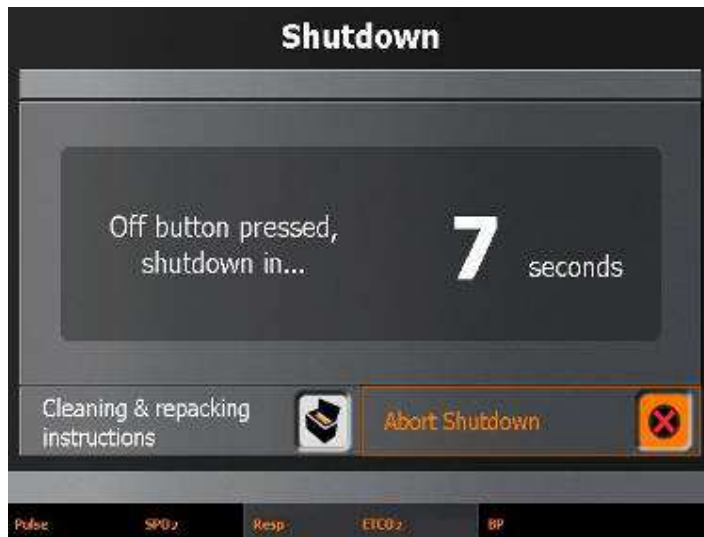 Shutdown
Off button pressed,
shutdown in...
7
seconds
Cleaning & repacking
instructions
Abort Shutdown
Pulse
SPO2
Resp
ETCO2
BP